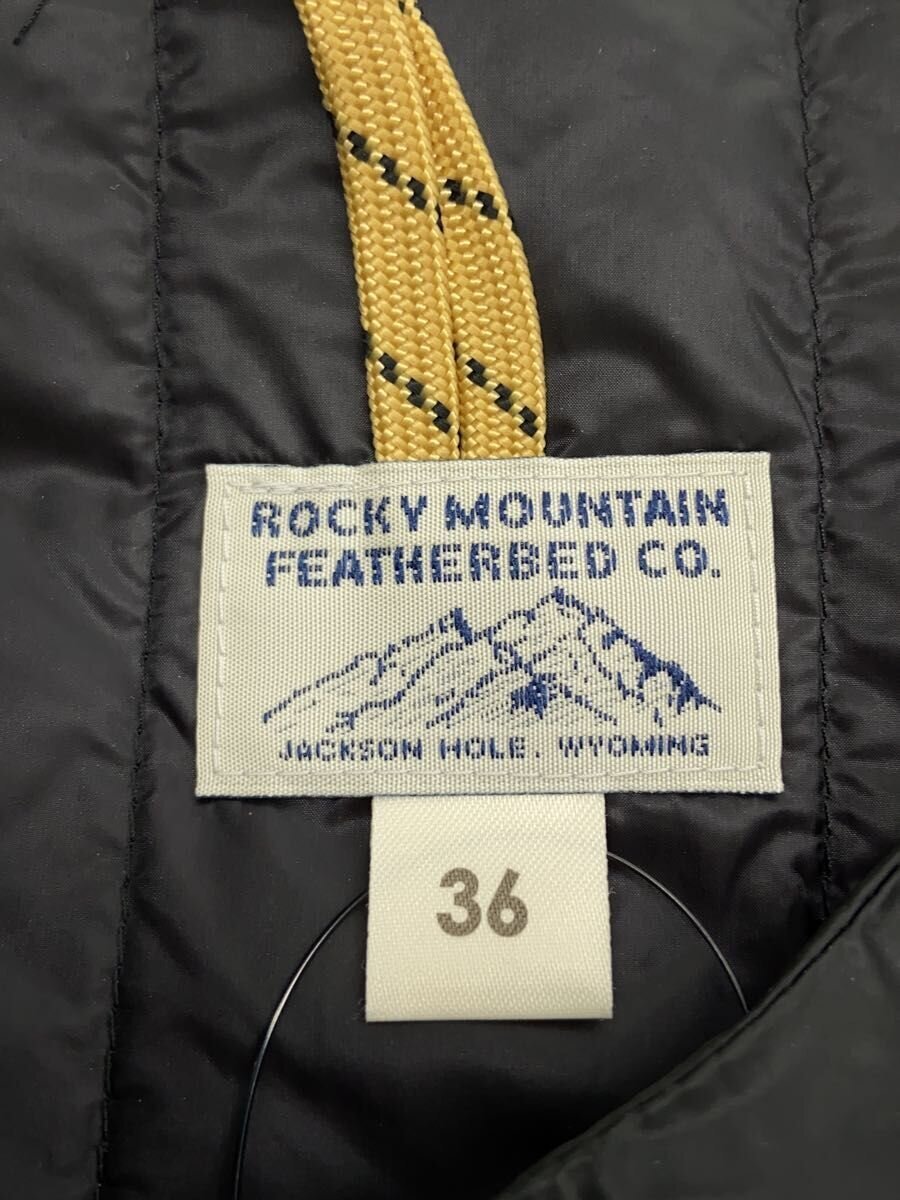 ROCKY MOUNTAIN
FEATHERBED CO.
JACKSON HOLE, WYOMING
36